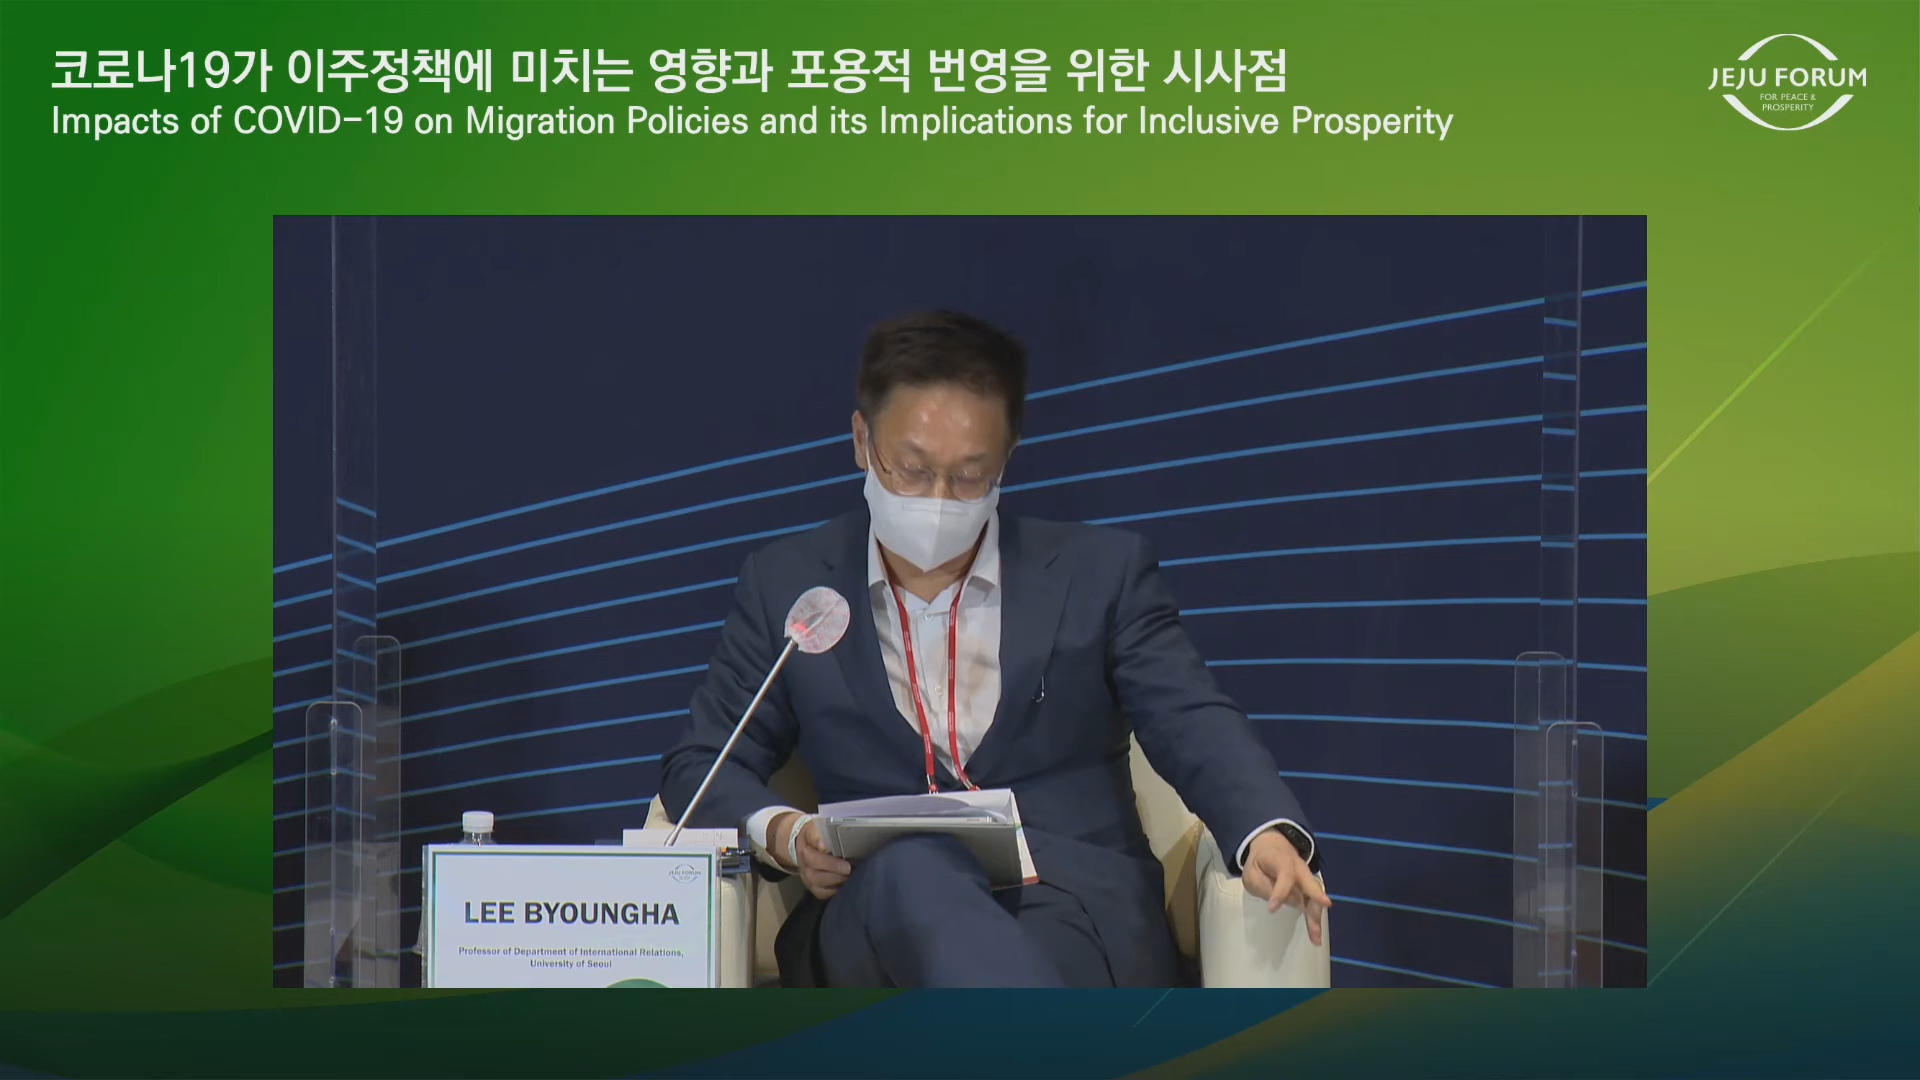 코로나19가 이주정책에 미치는 영향과 포용적 번영을 위한 시사점
Impacts of COVID-19 on Migration Policies and its Implications for Inclusive Prosperity
JEJU FORUM
FOR PEACE &
PROSPERITY
JEJU FORUM
LEE BYOUNGHA
Professor of Department of International Relations,
University of Seoul